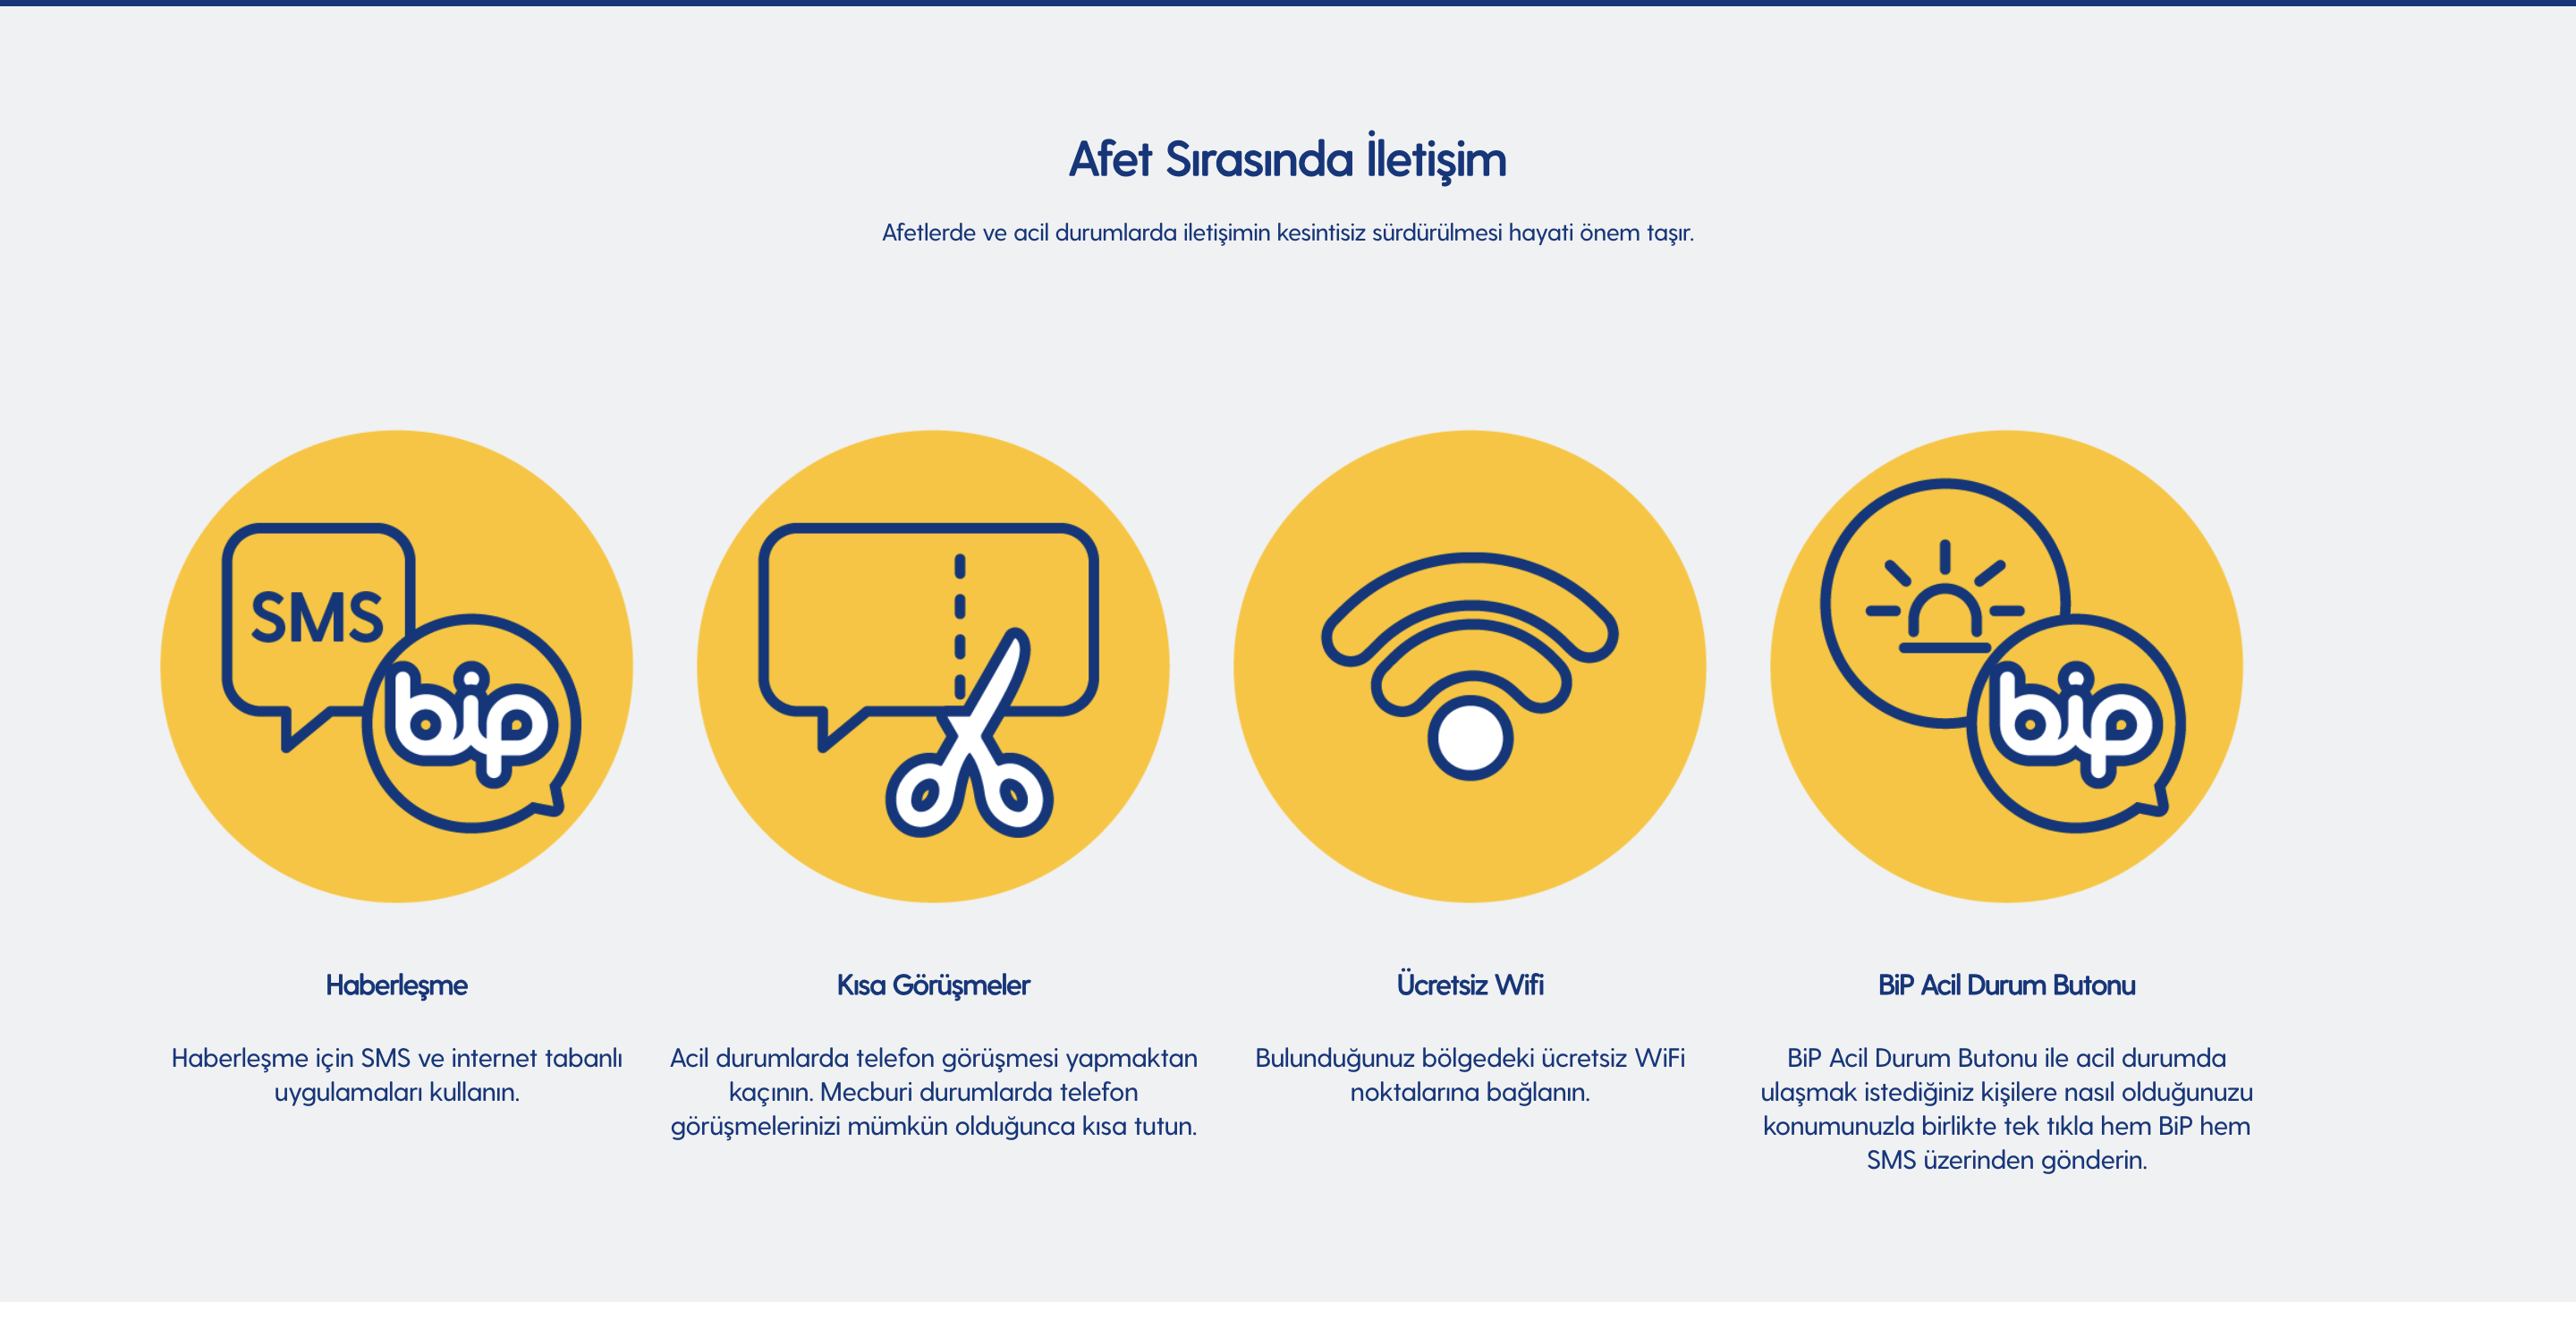 Afet Sırasında İletişim
Afetlerde ve acil durumlarda iletişimin kesintisiz sürdürülmesi hayati önem taşır.
SMS
bip
bip
Haberleşme
Haberleşme için SMS ve internet tabanlı
uygulamaları kullanın.
Kısa Görüşmeler
Acil durumlarda telefon görüşmesi yapmaktan
kaçının. Mecburi durumlarda telefon
görüşmelerinizi mümkün olduğunca kısa tutun.
Ücretsiz Wifi
Bulunduğunuz bölgedeki ücretsiz WiFi
noktalarına bağlanın.
BiP Acil Durum Butonu
BiP Acil Durum Butonu ile acil durumda
ulaşmak istediğiniz kişilere nasıl olduğunuzu
konumunuzla birlikte tek tıkla hem BiP hem
SMS üzerinden gönderin.